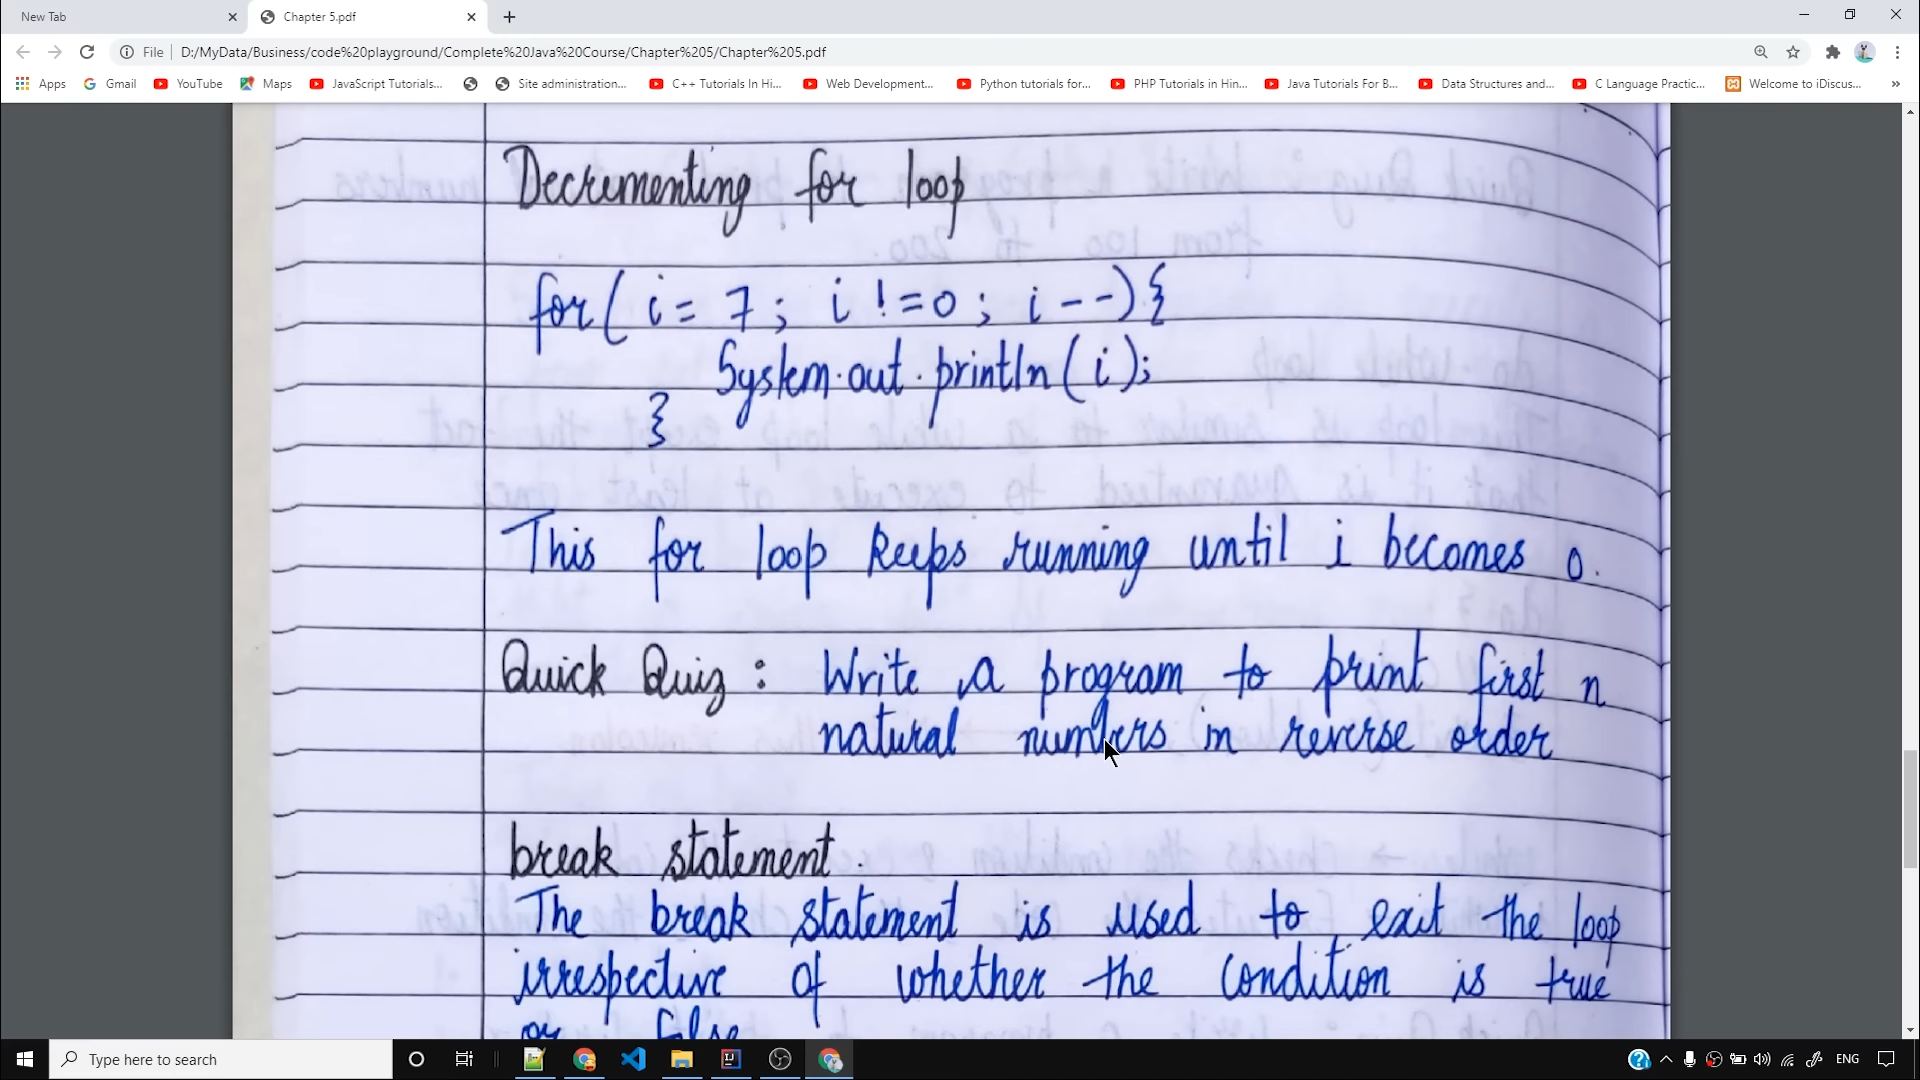 New Tab
Chapter 5.pdf
File D:/MyData/Business/code%20playground/Complete%20Java%20Course/Chapter%205/Chapter%205.pdf
Apps Gmail YouTube Maps JavaScript Tutorials... Site administration... C++ Tutorials In Hi... Web Development... Python tutorials for... PHP Tutorials in Hin... Java Tutorials For B... Data Structures and... C Language Practic... Welcome to iDiscus... »
Decrementing for loop
for( i = 7; i != 0; i--){
System.out.println(i);
}
This for loop keeps running until i becomes 0.
Quick Quiz: Write a program to print first n
natural numbers in reverse order
break statement.
The break statement is used to exit the loop
irrespective of whether the condition is true
or false
Type here to search
ENG